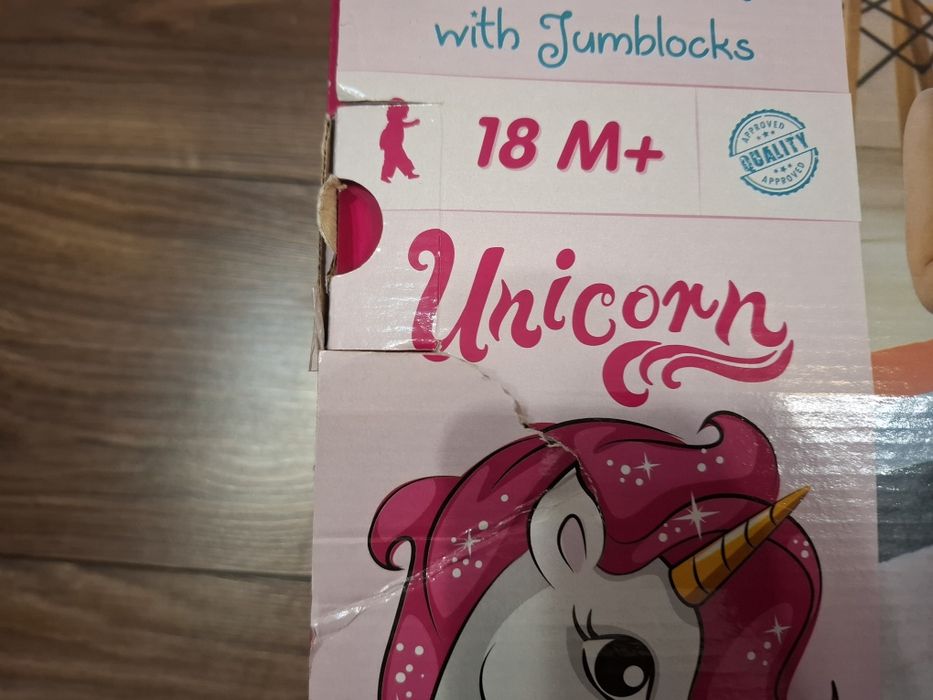 with Jumblocks
18 M+
APPROVED
QUALITY
APPROVED
Unicorn